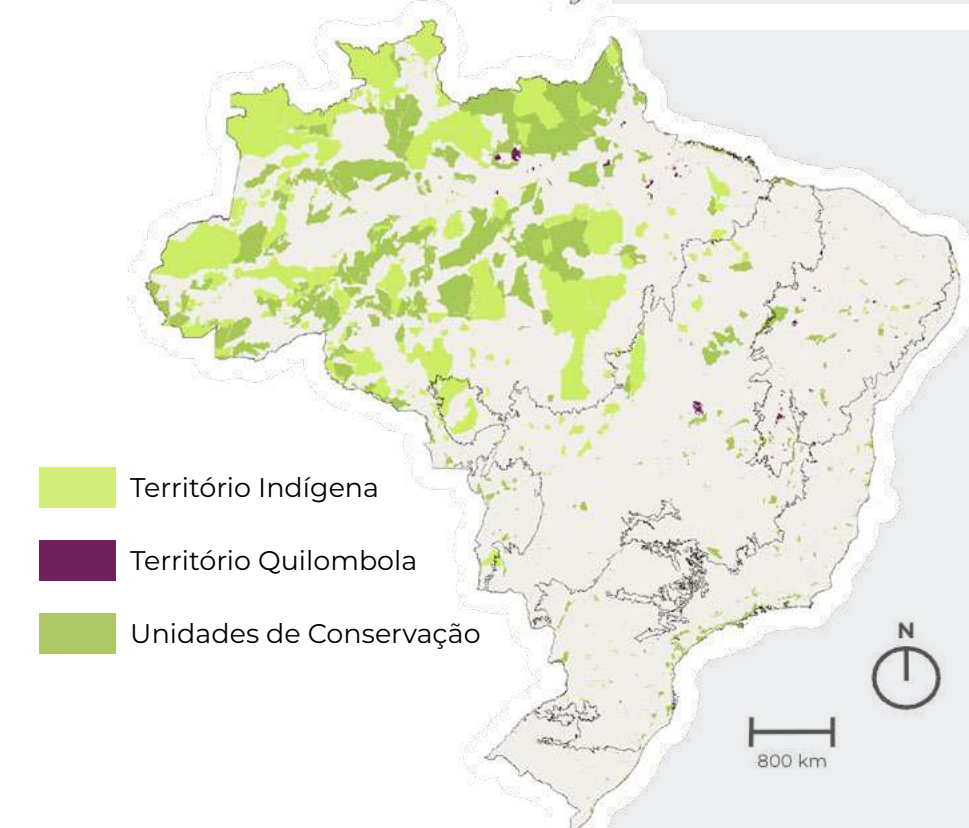 Território Indígena
Território Quilombola
Unidades de Conservação
N
800 km